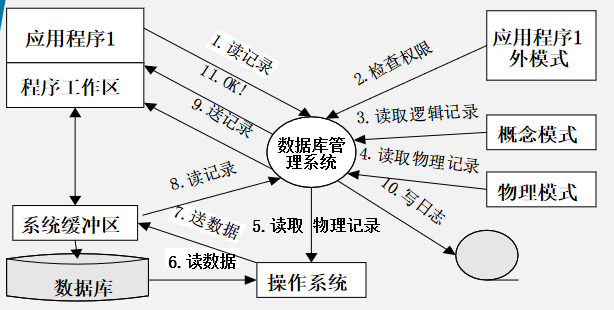 应用程序1
程序工作区
1.读记录
11.OK!
9.送记录
2.检查权限
应用程序1
外模式
3.读取逻辑记录
概念模式
数据库管
理系统
4.读取物理记录
物理模式
8.读记录
10.写日志
7.送数据
5.读取 物理记录
系统缓冲区
6.读数据
操作系统
数据库